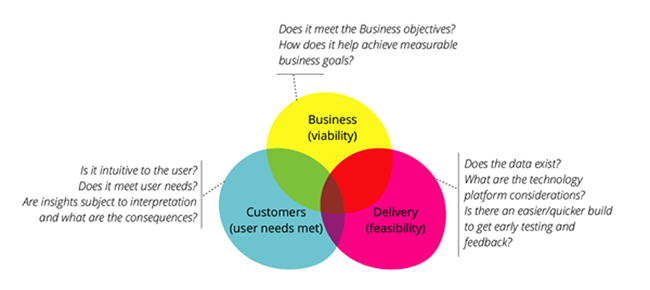 Does it meet the Business objectives?
How does it help achieve measurable
business goals?
Business
(viability)
Is it intuitive to the user?
Does it meet user needs?
Are insights subject to interpretation
and what are the consequences?
Customers
(user needs met)
Delivery
(feasibility)
Does the data exist?
What are the technology
platform considerations?
Is there an easier/quicker build
to get early testing and
feedback?